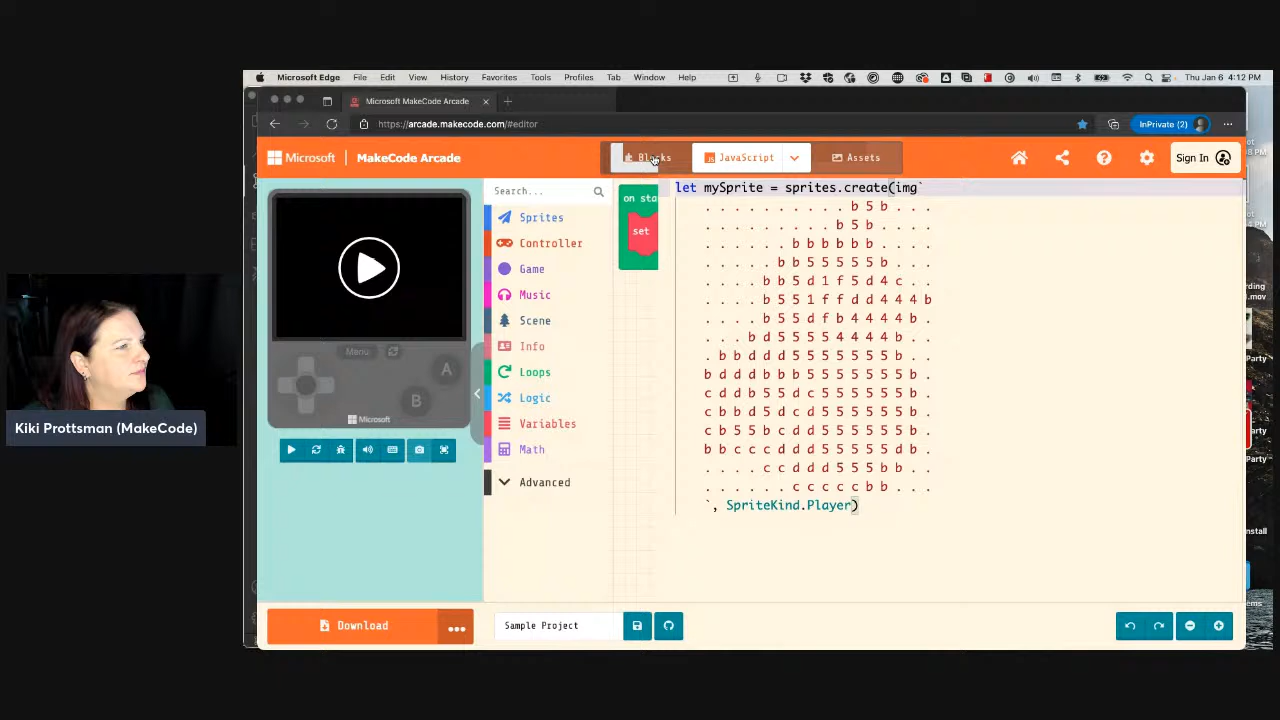 Microsoft Edge File Edit View History Favorites Tools Profiles Tab Window Help Thu Jan 6 4:12 PM
Microsoft MakeCode Arcade
https://arcade.makecode.com/#editor
InPrivate (2)
Microsoft MakeCode Arcade
Blocks
JavaScript
Assets
Sign In
Search...
Sprites
Controller
Game
Music
Scene
Info
Loops
Logic
Variables
Math
Advanced
on sta
set
let mySprite = sprites.create(img`
. . . . . . . . . . b 5 b . . .
. . . . . . . . . b 5 b . . . .
. . . . . . b b b b b b . . . .
. . . . . b b 5 5 5 5 5 b . . .
. . . . b b 5 d 1 f 5 d 4 c . .
. . . . b 5 5 1 f f d d 4 4 4 b
. . . . b 5 5 d f b 4 4 4 4 b .
. . . b d 5 5 5 5 4 4 4 4 b . .
. b b d d d 5 5 5 5 5 5 5 b . .
b d d d b b b 5 5 5 5 5 5 5 b .
c d d b 5 5 d c 5 5 5 5 5 5 b .
c b b d 5 d c d 5 5 5 5 5 5 b .
c b 5 5 b c d d 5 5 5 5 5 5 b .
b b c c c d d d 5 5 5 5 5 d b .
. . . . c c d d d 5 5 5 b b . .
. . . . . . c c c c c b b . . .
`, SpriteKind.Player)
Menu
A
B
Microsoft
Download
Sample Project
Kiki Prottsman (MakeCode)
ding
.mov
Party
Party
nstall
ems